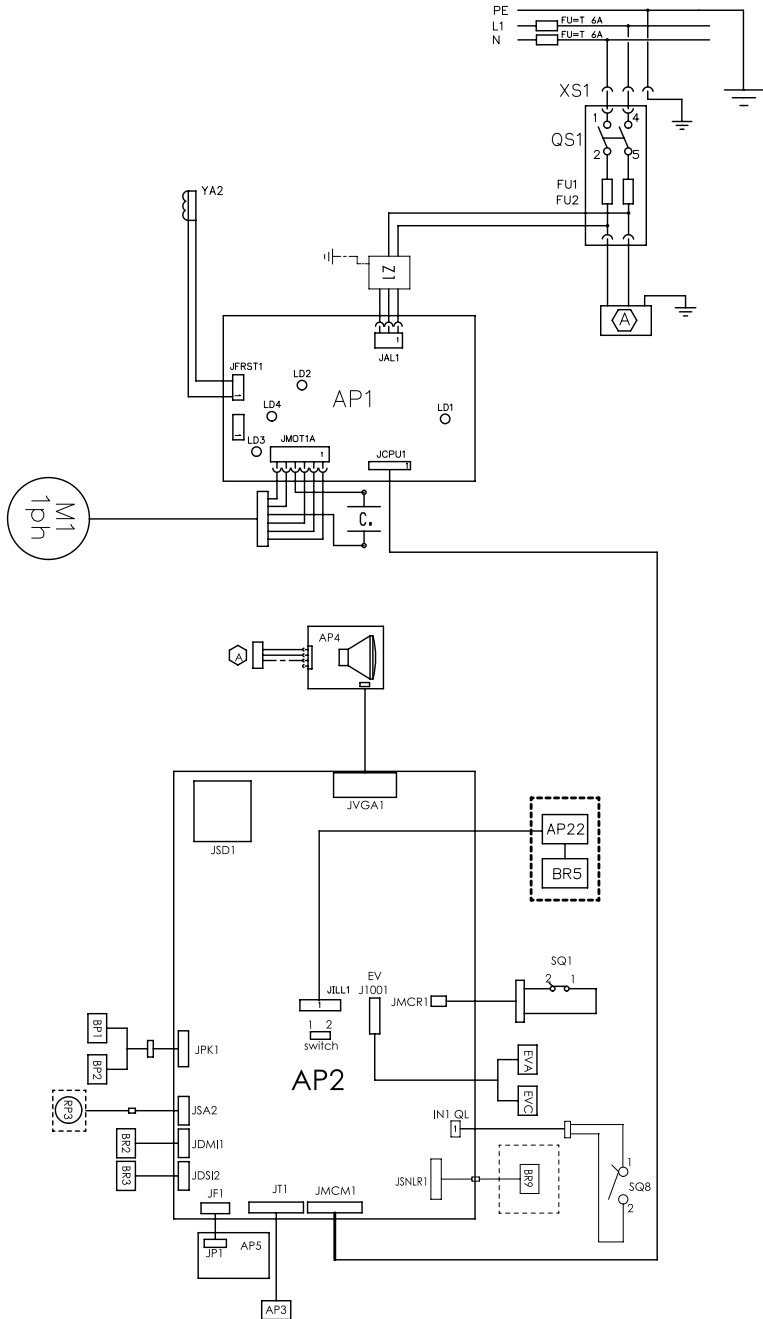 PE
L1 FU=T 6A
N FU=T 6A
XS1
1 4
QS1
2 5
FU1
FU2
YA2
Z1
A
1
JAL1
JFRST1
1
LD2
AP1
LD4
LD1
1
LD3
JMOT1A
1
JCPU1
1
M1
1ph
C.
AP4
A
JVGA1
JSD1
AP22
BR5
SQ1
2 1
EV
J1001
JILL1
1
JMCR1
1 2
switch
BP1
BP2
JPK1
AP2
EVA
EVC
RP3
JSA2
IN1 QL
1
BR2
JDMI1
BR3
JDSI2
JSNLR1
BR9
1
SQ8
2
JF1
JT1
JMCM1
JP1
AP5
AP3